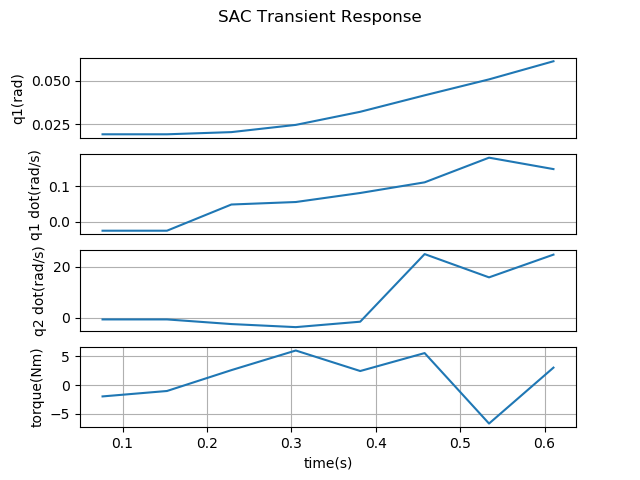 SAC Transient Response
q1(rad)
0.050
0.025
q1 dot(rad/s)
0.1
0.0
q2 dot(rad/s)
20
0
torque(Nm)
5
0
−5
0.1 0.2 0.3 0.4 0.5 0.6
time(s)